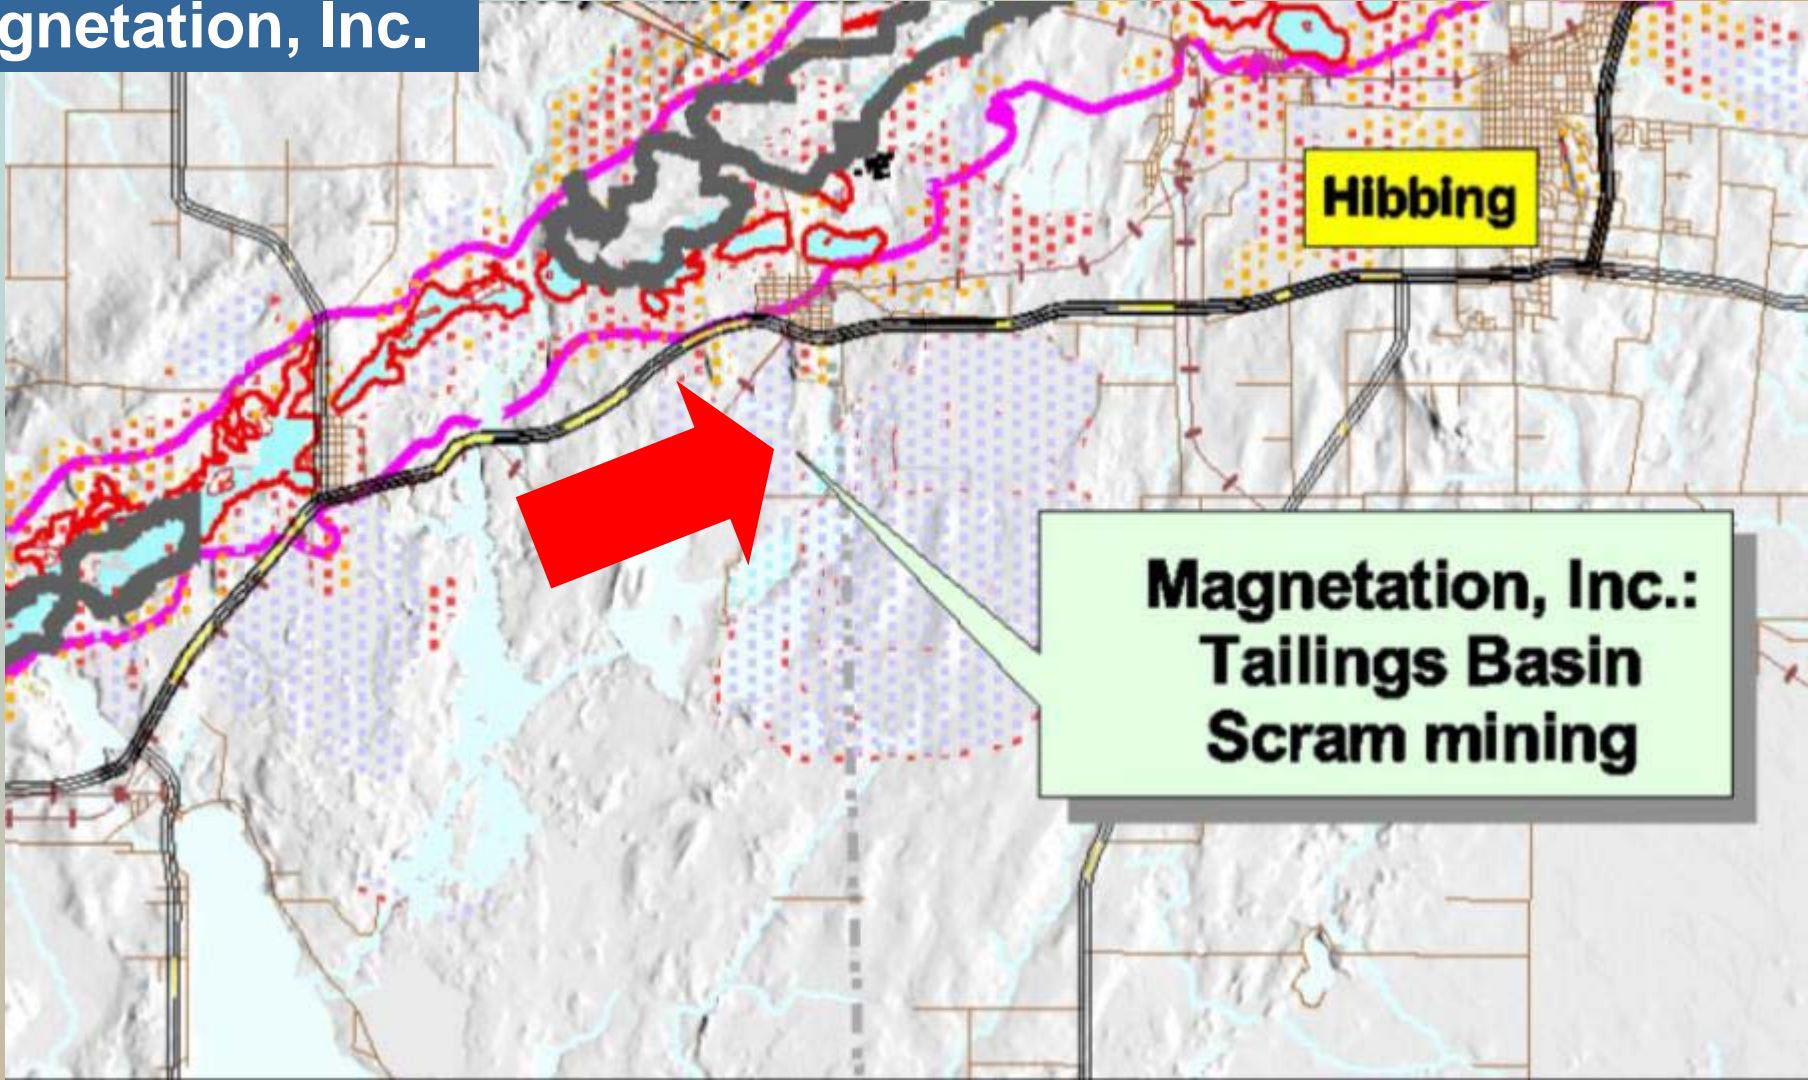 gnetation, Inc.
Hibbing
Magnetation, Inc.:
Tailings Basin
Scram mining